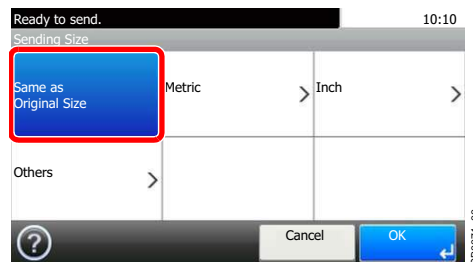 Ready to send.
10:10
Sending Size
Same as
Original Size
Metric
Inch
Others
?
Cancel
OK